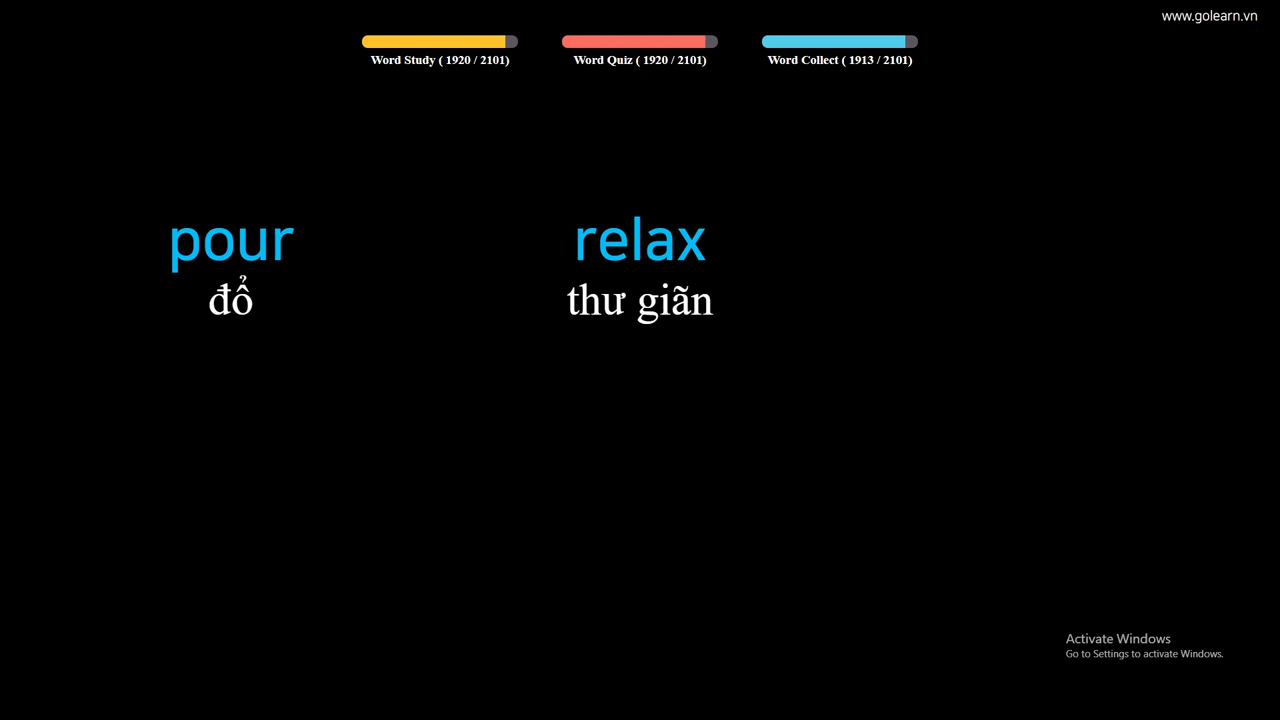 www.golearn.vn
Word Study ( 1920 / 2101)
Word Quiz ( 1920 / 2101)
Word Collect ( 1913 / 2101)
pour
đổ
relax
thư giãn
Activate Windows
Go to Settings to activate Windows.